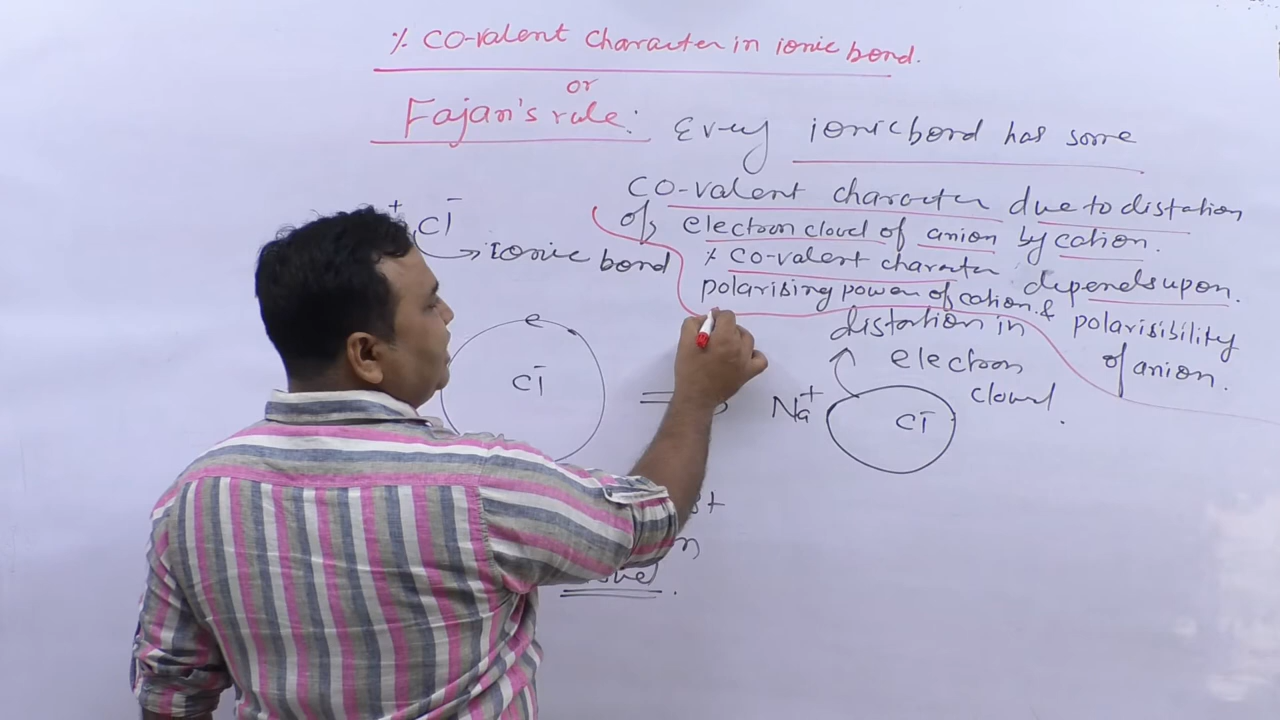 % CO-valent character in ionic bond.
or
Fajan's rule: Every ionic bond has some
CO-valent character due to distation
of electron cloud of anion by cation.
% CO-valent character depends upon.
polarising power of cation. & polarisibility
of anion.
+ Cl⁻
→ ionic bond
e
Cl⁻
distortion in
electron
cloud.
Na⁺
Cl⁻